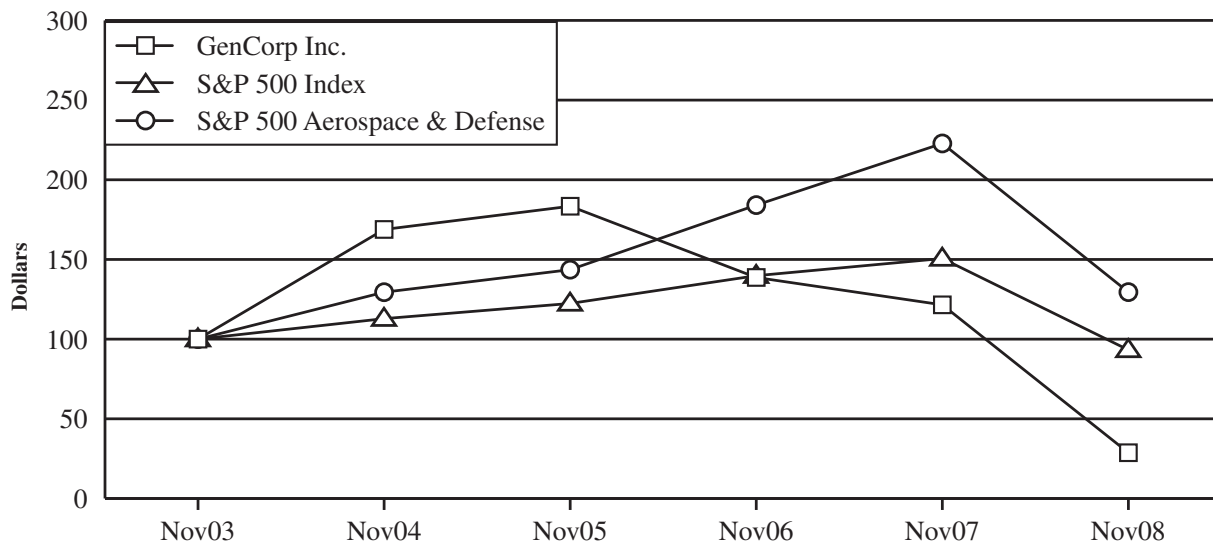 300
GenCorp Inc.
S&P 500 Index
250
S&P 500 Aerospace & Defense
200
150
Dollars
100
50
0
Nov03 Nov04 Nov05 Nov06 Nov07 Nov08